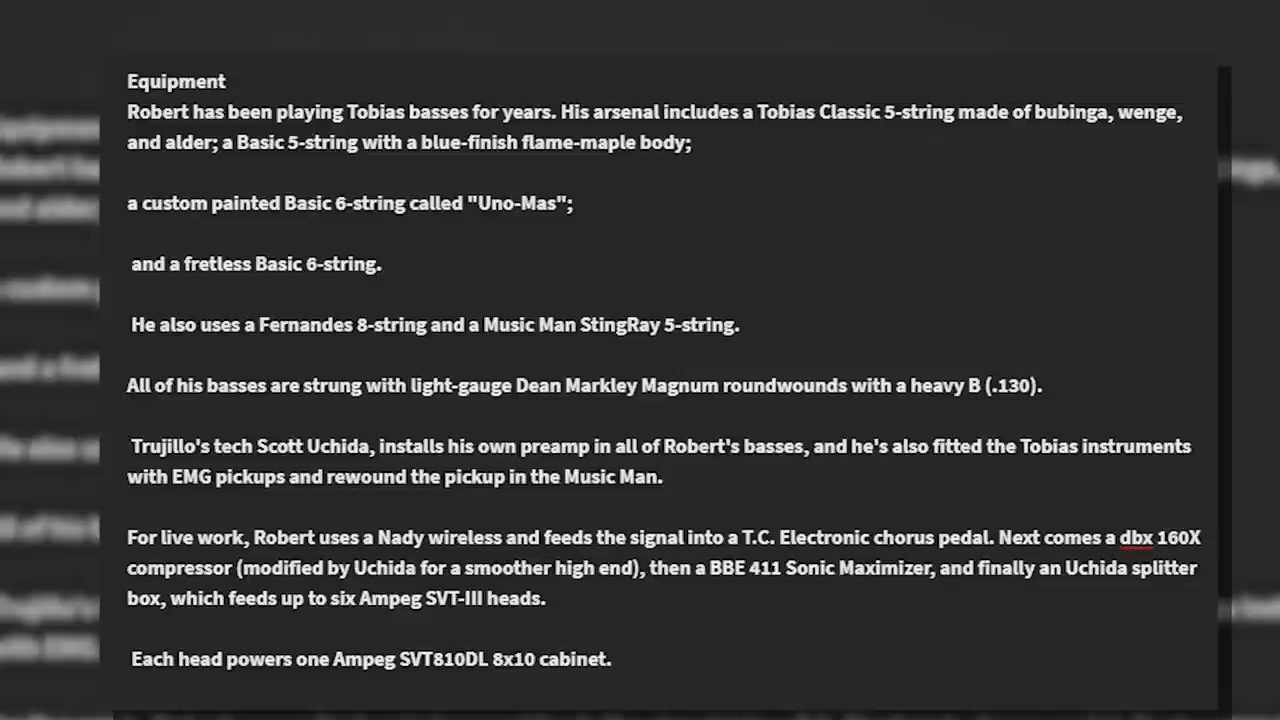 Equipment
Robert has been playing Tobias basses for years. His arsenal includes a Tobias Classic 5-string made of bubinga, wenge,
and alder; a Basic 5-string with a blue-finish flame-maple body;
a custom painted Basic 6-string called "Uno-Mas";
and a fretless Basic 6-string.
He also uses a Fernandes 8-string and a Music Man StingRay 5-string.
All of his basses are strung with light-gauge Dean Markley Magnum roundwounds with a heavy B (.130).
Trujillo's tech Scott Uchida, installs his own preamp in all of Robert's basses, and he's also fitted the Tobias instruments
with EMG pickups and rewound the pickup in the Music Man.
For live work, Robert uses a Nady wireless and feeds the signal into a T.C. Electronic chorus pedal. Next comes a dbx 160X
compressor (modified by Uchida for a smoother high end), then a BBE 411 Sonic Maximizer, and finally an Uchida splitter
box, which feeds up to six Ampeg SVT-III heads.
Each head powers one Ampeg SVT810DL 8x10 cabinet.